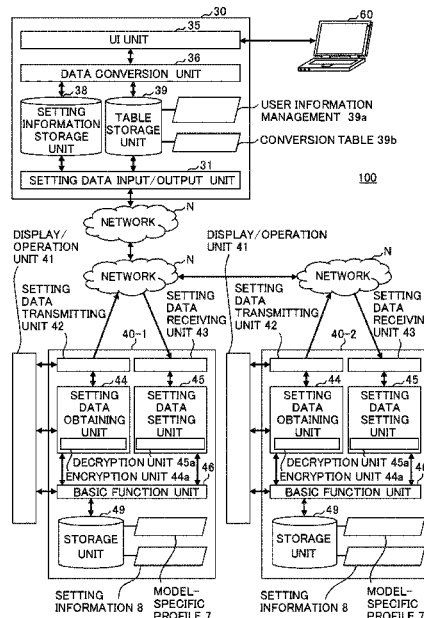 30
60
35
UI UNIT
36
DATA CONVERSION UNIT
38
39
SETTING INFORMATION STORAGE UNIT
TABLE STORAGE UNIT
USER INFORMATION MANAGEMENT 39a
CONVERSION TABLE 39b
31
SETTING DATA INPUT/OUTPUT UNIT
100
N
NETWORK
DISPLAY/OPERATION UNIT 41
SETTING DATA TRANSMITTING UNIT 42
N
NETWORK
SETTING DATA RECEIVING UNIT 43
40-1
44
SETTING DATA OBTAINING UNIT
45
SETTING DATA SETTING UNIT
DECRYPTION UNIT 45a
ENCRYPTION UNIT 44a
46
BASIC FUNCTION UNIT
49
STORAGE UNIT
SETTING INFORMATION 8
MODEL-SPECIFIC PROFILE 7
DISPLAY/OPERATION UNIT 41
SETTING DATA TRANSMITTING UNIT 42
N
NETWORK
SETTING DATA RECEIVING UNIT 43
40-2
44
SETTING DATA OBTAINING UNIT
45
SETTING DATA SETTING UNIT
DECRYPTION UNIT 45a
ENCRYPTION UNIT 44a
46
BASIC FUNCTION UNIT
49
STORAGE UNIT
SETTING INFORMATION 8
MODEL-SPECIFIC PROFILE 7